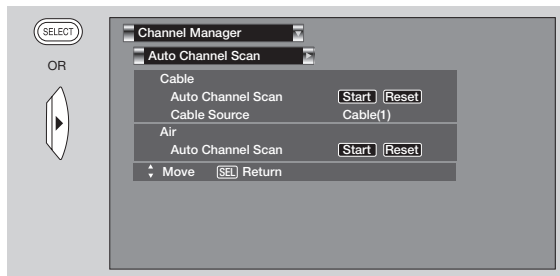 SELECT
OR
Channel Manager
Auto Channel Scan
Cable
Auto Channel Scan Start Reset
Cable Source Cable(1)
Air
Auto Channel Scan Start Reset
Move SEL Return